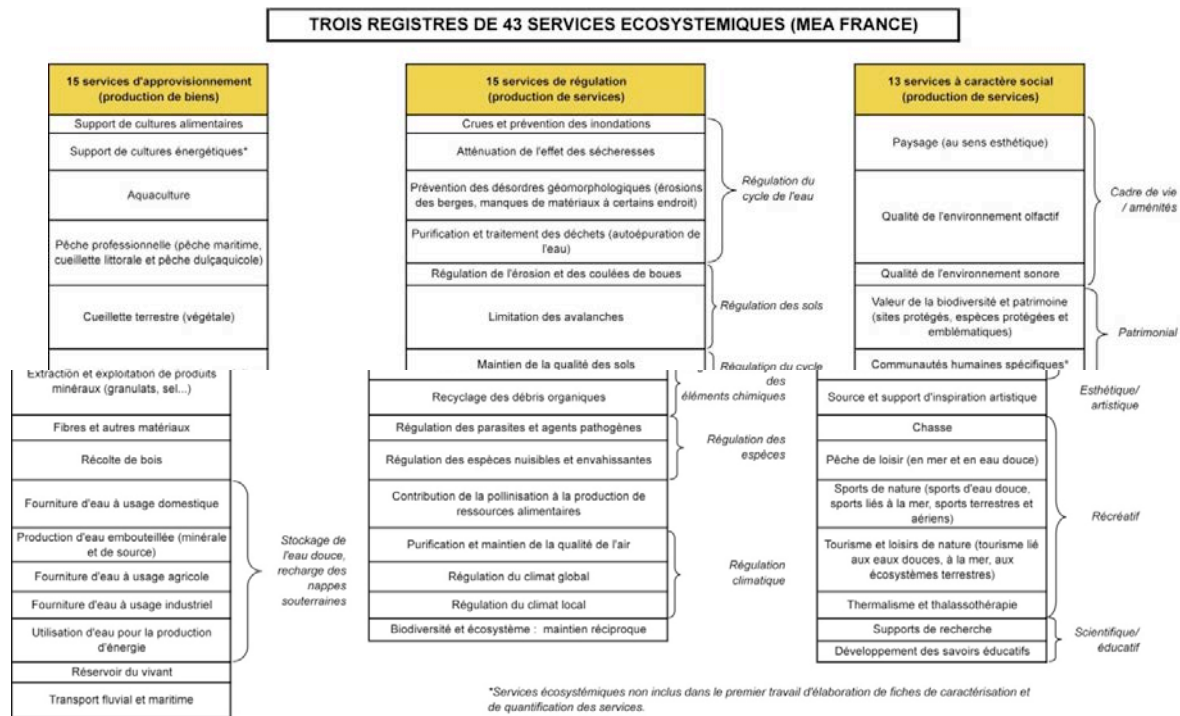 TROIS REGISTRES DE 43 SERVICES ECOSYSTEMIQUES (MEA FRANCE)
15 services d'approvisionnement
(production de biens)
Support de cultures alimentaires
Support de cultures énergétiques*
Aquaculture
Pêche professionnelle (pêche maritime,
cueillette littorale et pêche dulçaquicole)
Cueillette terrestre (végétale)
Extraction et exploitation de produits
minéraux (granulats, sel...)
Fibres et autres matériaux
Récolte de bois
Fourniture d'eau à usage domestique
Production d'eau embouteillée (minérale
et de source)
Fourniture d'eau à usage agricole
Fourniture d'eau à usage industriel
Utilisation d'eau pour la production
d'énergie
Réservoir du vivant
Transport fluvial et maritime
Stockage de
l'eau douce,
recharge des
nappes
souterraines
15 services de régulation
(production de services)
Crues et prévention des inondations
Atténuation de l'effet des sécheresses
Prévention des désordres géomorphologiques (érosions
des berges, manques de matériaux à certains endroit)
Purification et traitement des déchets (autoépuration de
l'eau)
Régulation de l'érosion et des coulées de boues
Limitation des avalanches
Maintien de la qualité des sols
Recyclage des débris organiques
Régulation des parasites et agents pathogènes
Régulation des espèces nuisibles et envahissantes
Contribution de la pollinisation à la production de
ressources alimentaires
Purification et maintien de la qualité de l'air
Régulation du climat global
Régulation du climat local
Biodiversité et écosystème : maintien réciproque
Régulation du
cycle de l'eau
Régulation des sols
Régulation du cycle
des
éléments chimiques
Régulation des
espèces
Régulation
climatique
13 services à caractère social
(production de services)
Paysage (au sens esthétique)
Qualité de l'environnement olfactif
Qualité de l'environnement sonore
Valeur de la biodiversité et patrimoine
(sites protégés, espèces protégées et
emblématiques)
Communautés humaines spécifiques*
Source et support d'inspiration artistique
Chasse
Pêche de loisir (en mer et en eau douce)
Sports de nature (sports d'eau douce,
sports liés à la mer, sports terrestres et
aériens)
Tourisme et loisirs de nature (tourisme lié
aux eaux douces, à la mer, aux
écosystèmes terrestres)
Thermalisme et thalassothérapie
Supports de recherche
Développement des savoirs éducatifs
Cadre de vie
/ aménités
Patrimonial
Esthétique/
artistique
Récréatif
Scientifique/
éducatif
*Services écosystémiques non inclus dans le premier travail d'élaboration de fiches de caractérisation et
de quantification des services.